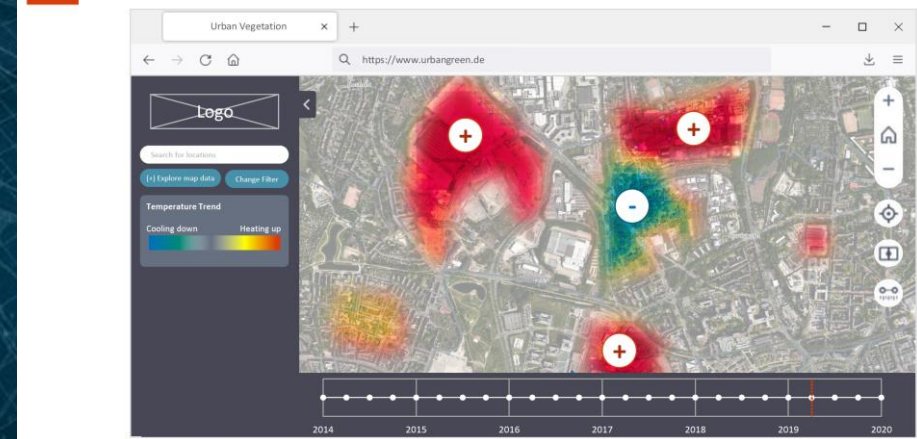 Urban Vegetation
https://www.urbangreen.de
Logo
Search for locations
[+] Explore map data
Change Filter
Temperature Trend
Cooling down Heating up
+
+
-
+
2014 2015 2016 2017 2018 2019 2020